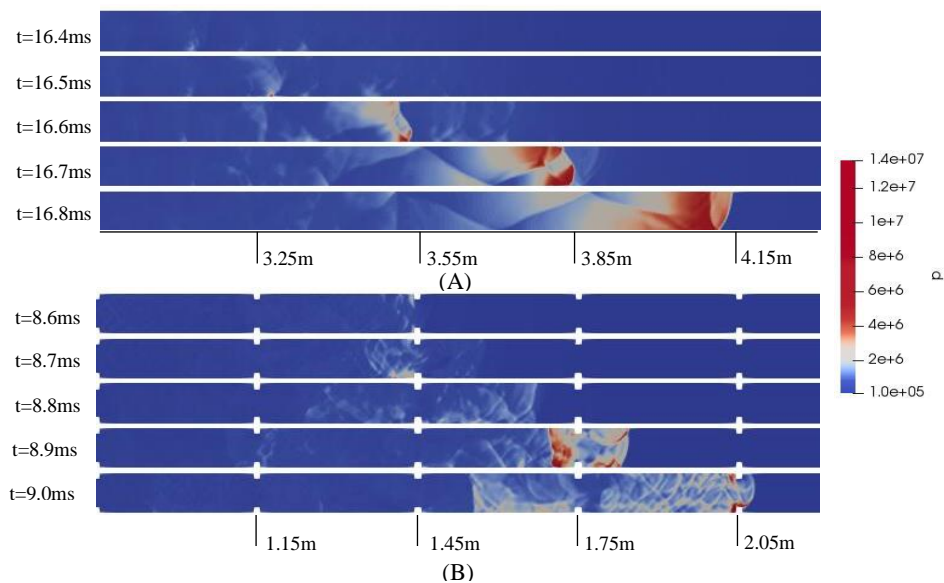 t=16.4ms
t=16.5ms
t=16.6ms
t=16.7ms
t=16.8ms
3.25m 3.55m 3.85m 4.15m
(A)
t=8.6ms
t=8.7ms
t=8.8ms
t=8.9ms
t=9.0ms
1.15m 1.45m 1.75m 2.05m
(B)
1.4e+07
1.2e+7
1e+7
8e+6
6e+6
4e+6
2e+6
1.0e+05
p